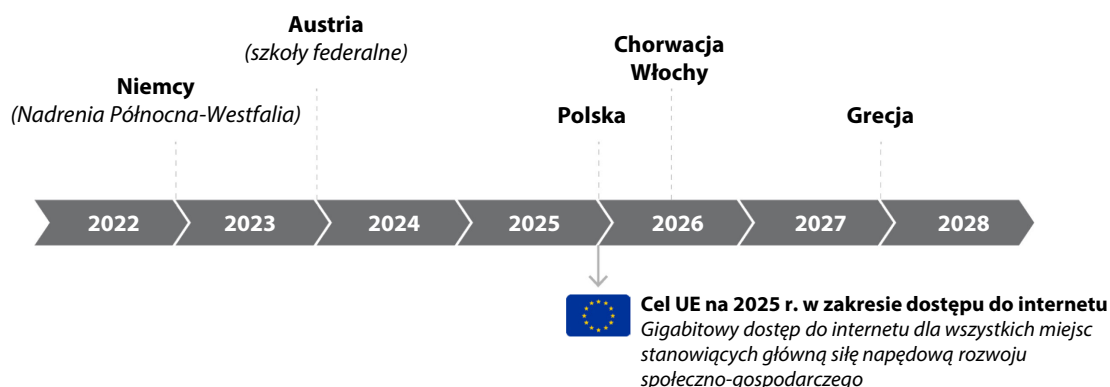 Austria
(szkoły federalne)
Chorwacja
Włochy
Niemcy
(Nadrenia Północna-Westfalia)
Polska
Grecja
2022 2023 2024 2025 2026 2027 2028
Cel UE na 2025 r. w zakresie dostępu do internetu
Gigabitowy dostęp do internetu dla wszystkich miejsc
stanowiących główną siłę napędową rozwoju
społeczno-gospodarczego